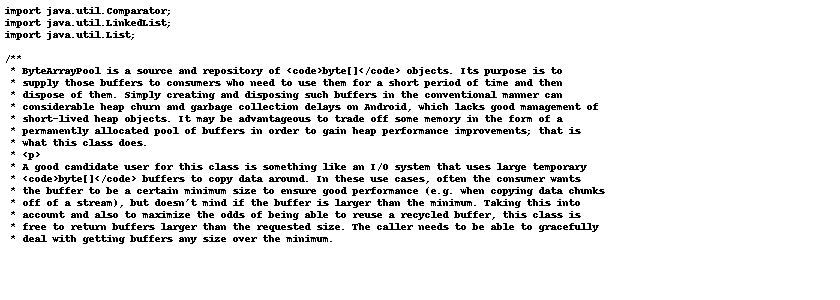 import java.util.Comparator;
import java.util.LinkedList;
import java.util.List;
/**
 * ByteArrayPool is a source and repository of <code>byte[]</code> objects. Its purpose is to
 * supply those buffers to consumers who need to use them for a short period of time and then
 * dispose of them. Simply creating and disposing such buffers in the conventional manner can
 * considerable heap churn and garbage collection delays on Android, which lacks good management of
 * short-lived heap objects. It may be advantageous to trade off some memory in the form of a
 * permanently allocated pool of buffers in order to gain heap performance improvements; that is
 * what this class does.
 * <p>
 * A good candidate user for this class is something like an I/O system that uses large temporary
 * <code>byte[]</code> buffers to copy data around. In these use cases, often the consumer wants
 * the buffer to be a certain minimum size to ensure good performance (e.g. when copying data chunks
 * off of a stream), but doesn't mind if the buffer is larger than the minimum. Taking this into
 * account and also to maximize the odds of being able to reuse a recycled buffer, this class is
 * free to return buffers larger than the requested size. The caller needs to be able to gracefully
 * deal with getting buffers any size over the minimum.